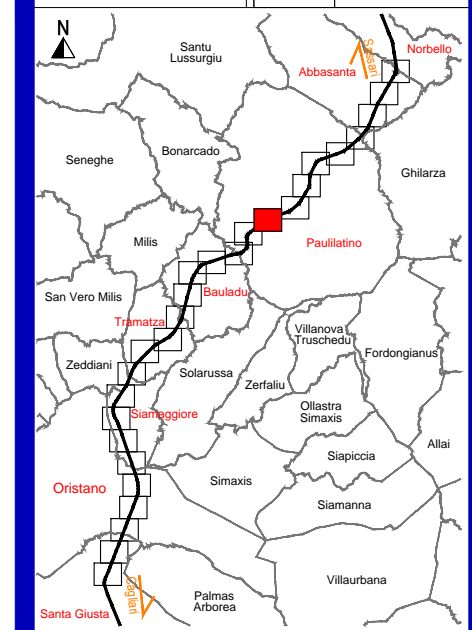 N
Santu
Lussurgiu
Norbello
Sassari
Abbasanta
Bonarcado
Seneghe
Ghilarza
Milis
Paulilatino
San Vero Milis
Bauladu
Tramatza
Villanova
Truschedu
Fordongianus
Zeddiani
Solarussa
Zerfaliu
Ollastra
Simaxis
Siamaggiore
Allai
Siapiccia
Simaxis
Oristano
Siamanna
Villaurbana
Cagliari
Palmas
Arborea
Santa Giusta